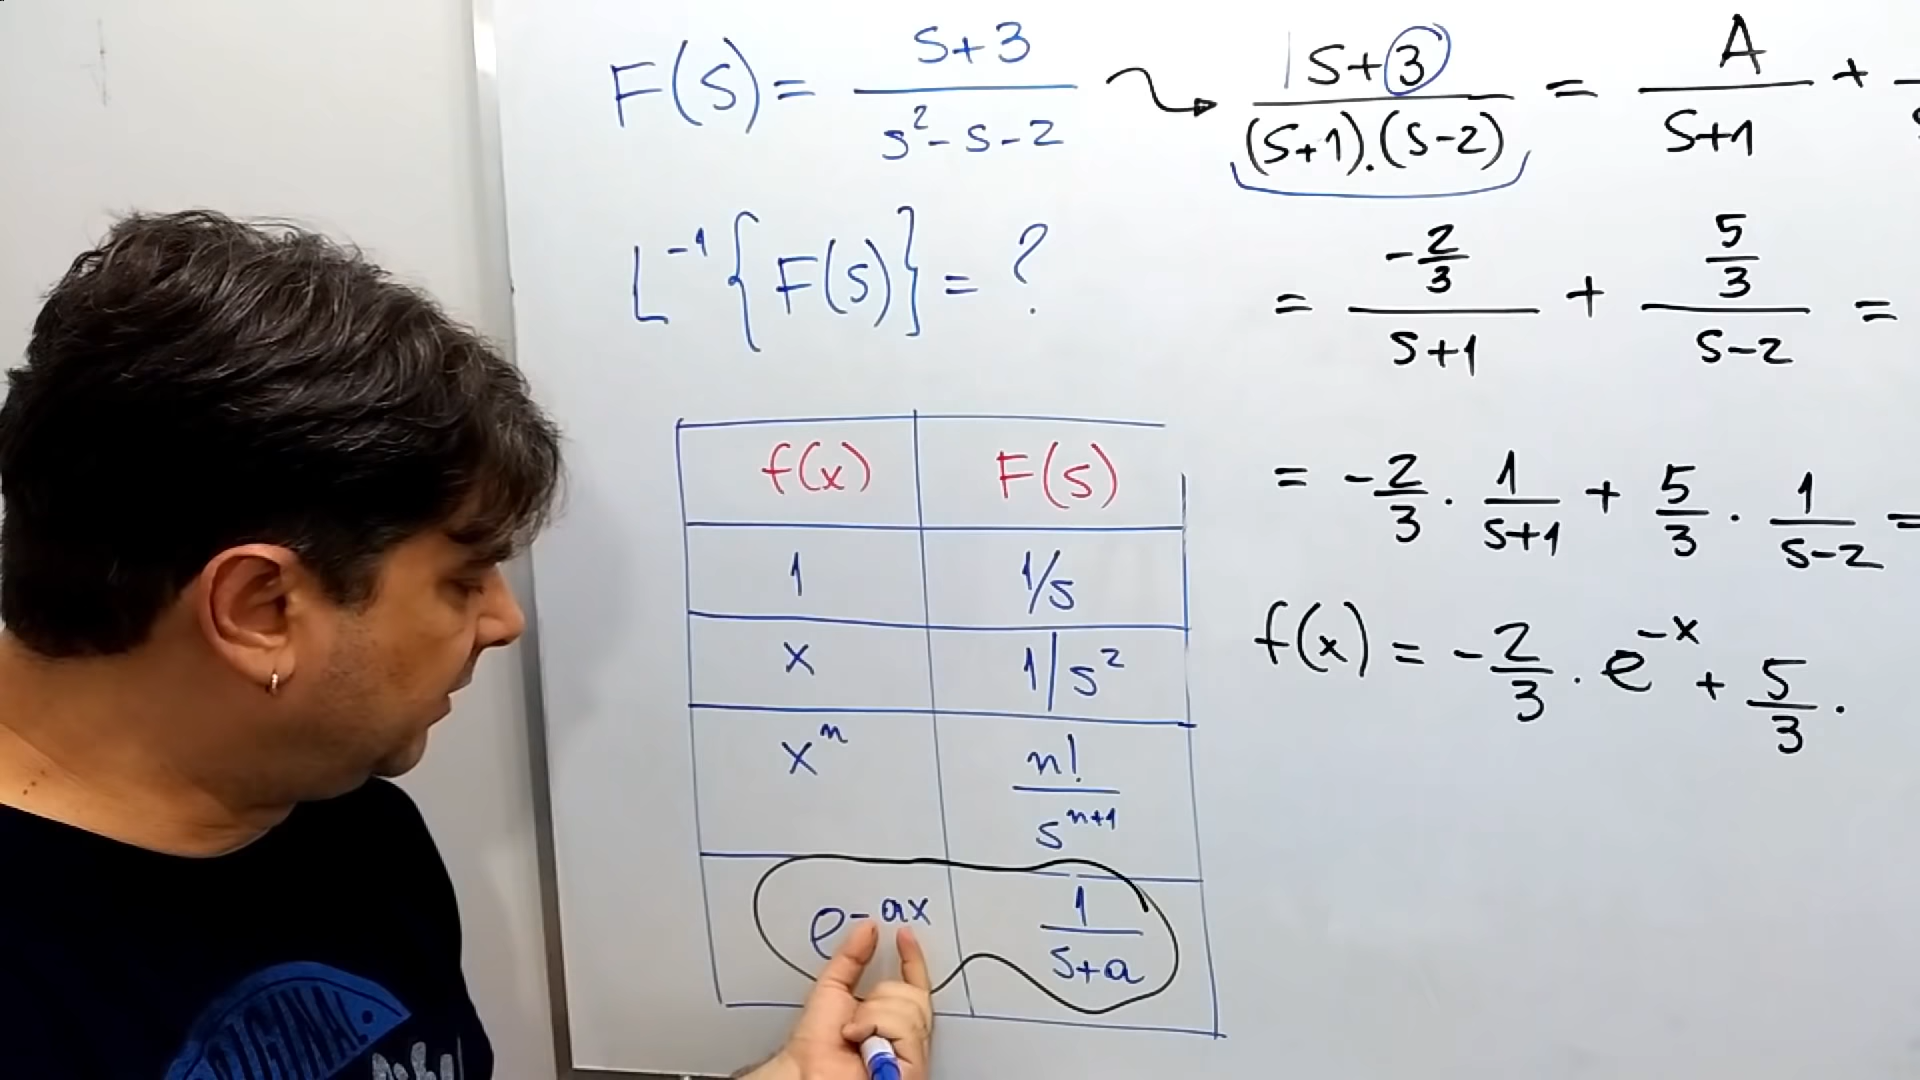 F(s) = s+3 / s² - s - 2 ⤳ s+3 / (s+1).(s-2) = A / s+1 +
L⁻¹{F(s)} = ?
= -2/3 / s+1 + 5/3 / s-2 =
= -2/3 . 1/s+1 + 5/3 . 1/s-2 =
f(x) = -2/3 . e^-x + 5/3 .
f(x) F(s)
1 1/s
x 1/s²
xⁿ n! / sⁿ⁺¹
e^-ax 1 / s+a
ORIGINAL